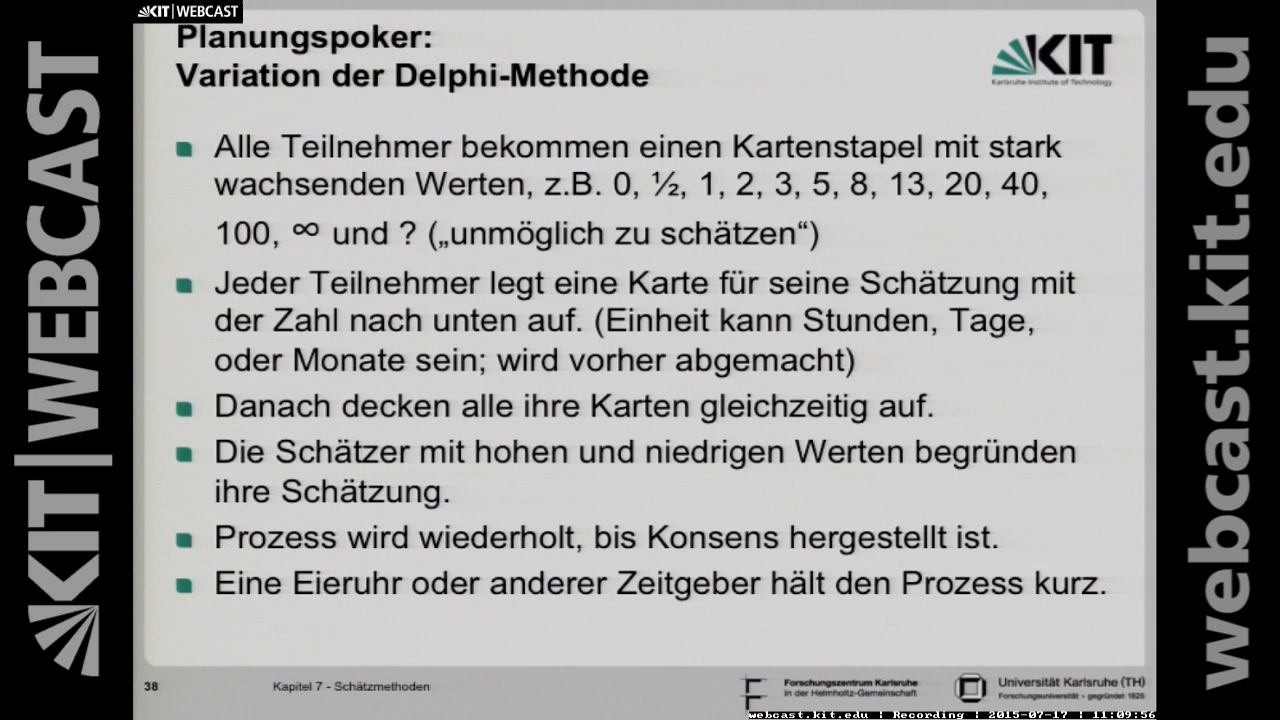 KIT | WEBCAST
Planungspoker:
Variation der Delphi-Methode
KIT
Karlsruhe Institute of Technology
Alle Teilnehmer bekommen einen Kartenstapel mit stark
wachsenden Werten, z.B. 0, ½, 1, 2, 3, 5, 8, 13, 20, 40,
100, ∞ und ? („unmöglich zu schätzen“)
Jeder Teilnehmer legt eine Karte für seine Schätzung mit
der Zahl nach unten auf. (Einheit kann Stunden, Tage,
oder Monate sein; wird vorher abgemacht)
Danach decken alle ihre Karten gleichzeitig auf.
Die Schätzer mit hohen und niedrigen Werten begründen
ihre Schätzung.
Prozess wird wiederholt, bis Konsens hergestellt ist.
Eine Eieruhr oder anderer Zeitgeber hält den Prozess kurz.
38
Kapitel 7 - Schätzmethoden
Forschungszentrum Karlsruhe
in der Helmholtz-Gemeinschaft
Universität Karlsruhe (TH)
Forschungsuniversität • gegründet 1825
webcast.kit.edu | Recording | 2015-07-17 | 11:09:56
KIT | WEBCAST
webcast.kit.edu